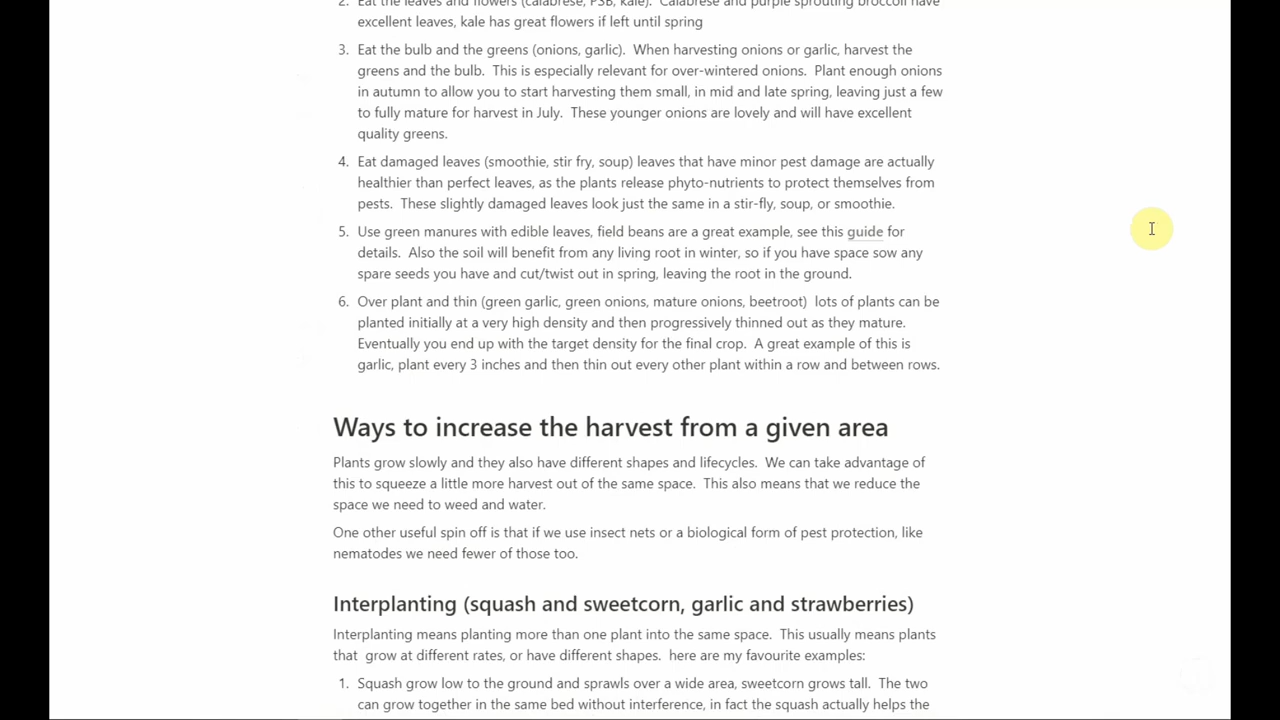 2. Eat the leaves and flowers (calabrese, PSB, kale).  Calabrese and purple sprouting broccoli have
excellent leaves, kale has great flowers if left until spring
3. Eat the bulb and the greens (onions, garlic).  When harvesting onions or garlic, harvest the
greens and the bulb.  This is especially relevant for over-wintered onions.  Plant enough onions
in autumn to allow you to start harvesting them small, in mid and late spring, leaving just a few
to fully mature for harvest in July.  These younger onions are lovely and will have excellent
quality greens.
4. Eat damaged leaves (smoothie, stir fry, soup) leaves that have minor pest damage are actually
healthier than perfect leaves, as the plants release phyto-nutrients to protect themselves from
pests.  These slightly damaged leaves look just the same in a stir-fly, soup, or smoothie.
5. Use green manures with edible leaves, field beans are a great example, see this guide for
details.  Also the soil will benefit from any living root in winter, so if you have space sow any
spare seeds you have and cut/twist out in spring, leaving the root in the ground.
6. Over plant and thin (green garlic, green onions, mature onions, beetroot)  lots of plants can be
planted initially at a very high density and then progressively thinned out as they mature.
Eventually you end up with the target density for the final crop.  A great example of this is
garlic, plant every 3 inches and then thin out every other plant within a row and between rows.
Ways to increase the harvest from a given area
Plants grow slowly and they also have different shapes and lifecycles.  We can take advantage of
this to squeeze a little more harvest out of the same space.  This also means that we reduce the
space we need to weed and water.
One other useful spin off is that if we use insect nets or a biological form of pest protection, like
nematodes we need fewer of those too.
Interplanting (squash and sweetcorn, garlic and strawberries)
Interplanting means planting more than one plant into the same space.  This usually means plants
that  grow at different rates, or have different shapes.  here are my favourite examples:
1. Squash grow low to the ground and sprawls over a wide area, sweetcorn grows tall.  The two
can grow together in the same bed without interference, in fact the squash actually helps the